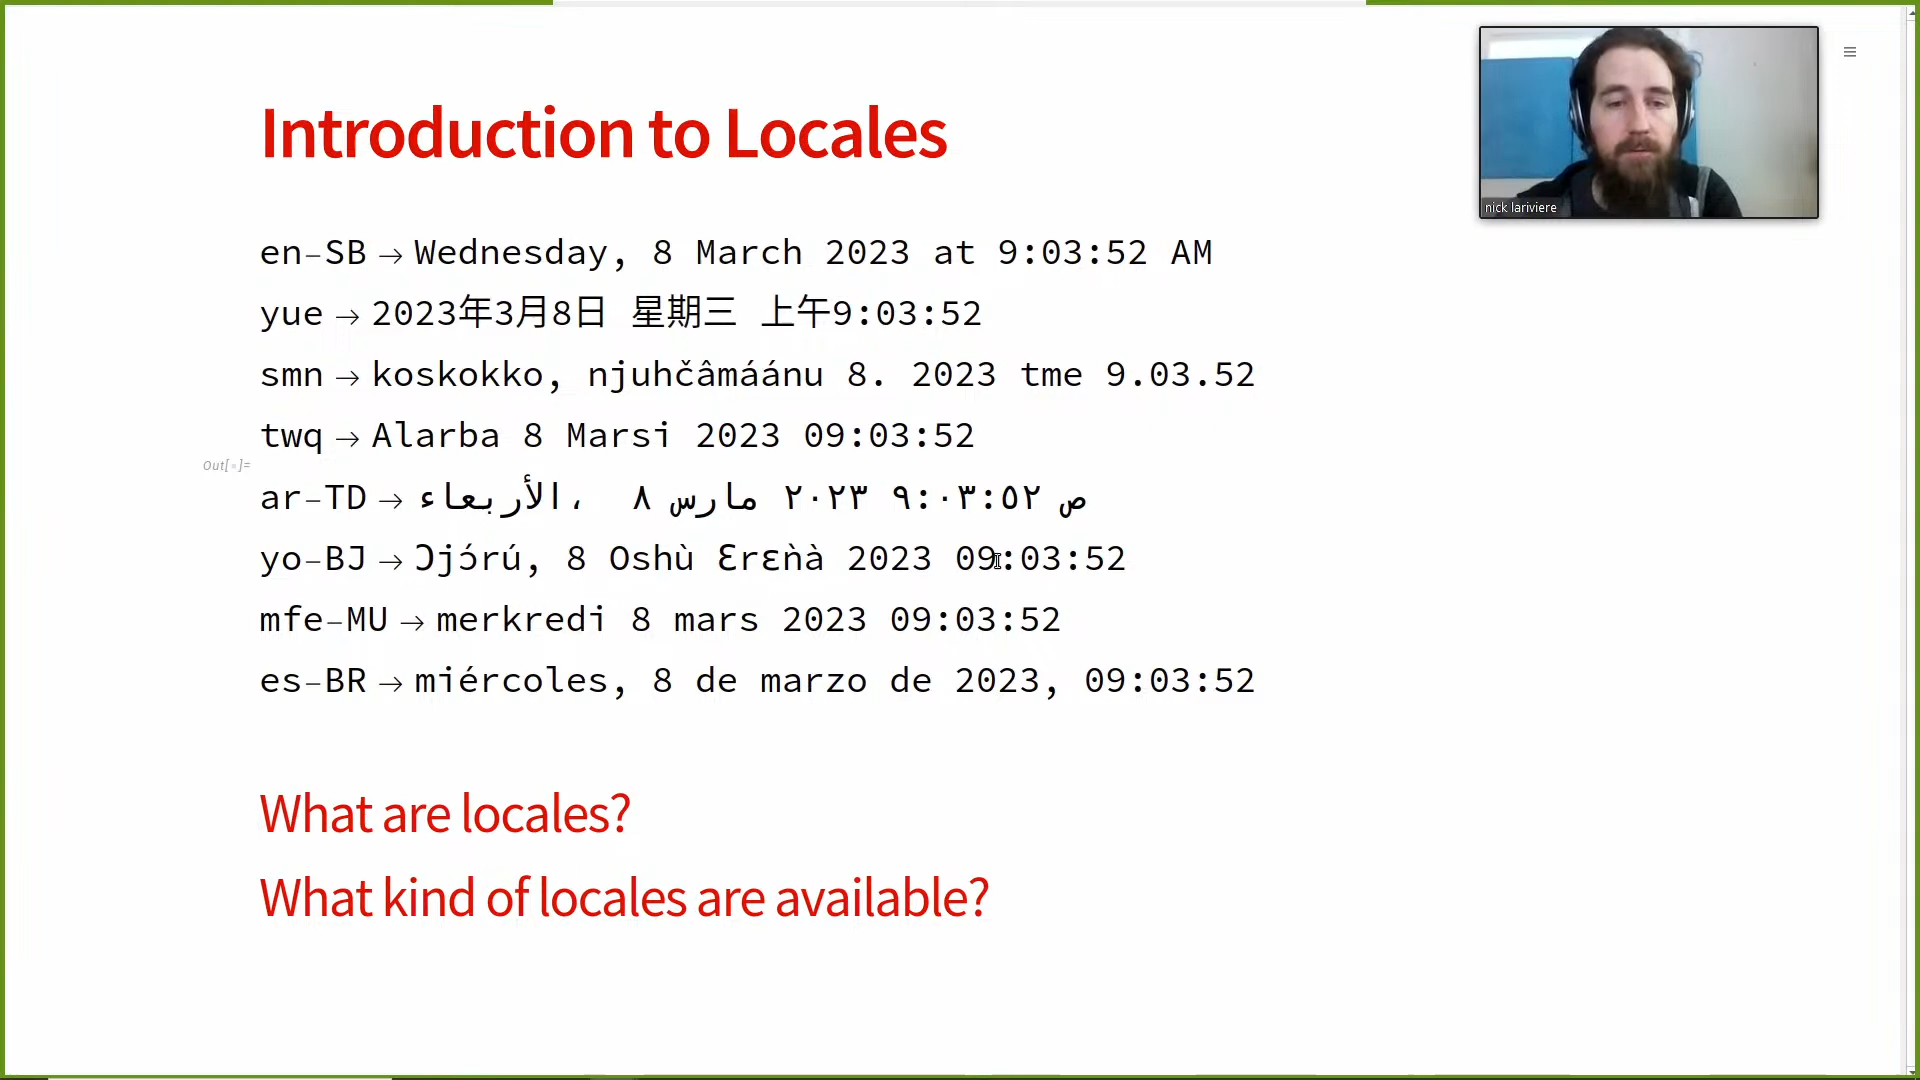 Introduction to Locales
nick lariviere
en-SB → Wednesday, 8 March 2023 at 9:03:52 AM
yue → 2023年3月8日 星期三 上午9:03:52
smn → koskokko, njuhčâmáánu 8. 2023 tme 9.03.52
twq → Alarba 8 Marsi 2023 09:03:52
Out[▫]=
ar-TD → الأربعاء، ٨ مارس ٢٠٢٣ ٩:٠٣:٥٢ ص
yo-BJ → Ɔjɔ́rú, 8 Oshù Ɛrɛ̀nà 2023 09:03:52
mfe-MU → merkredi 8 mars 2023 09:03:52
es-BR → miércoles, 8 de marzo de 2023, 09:03:52
What are locales?
What kind of locales are available?